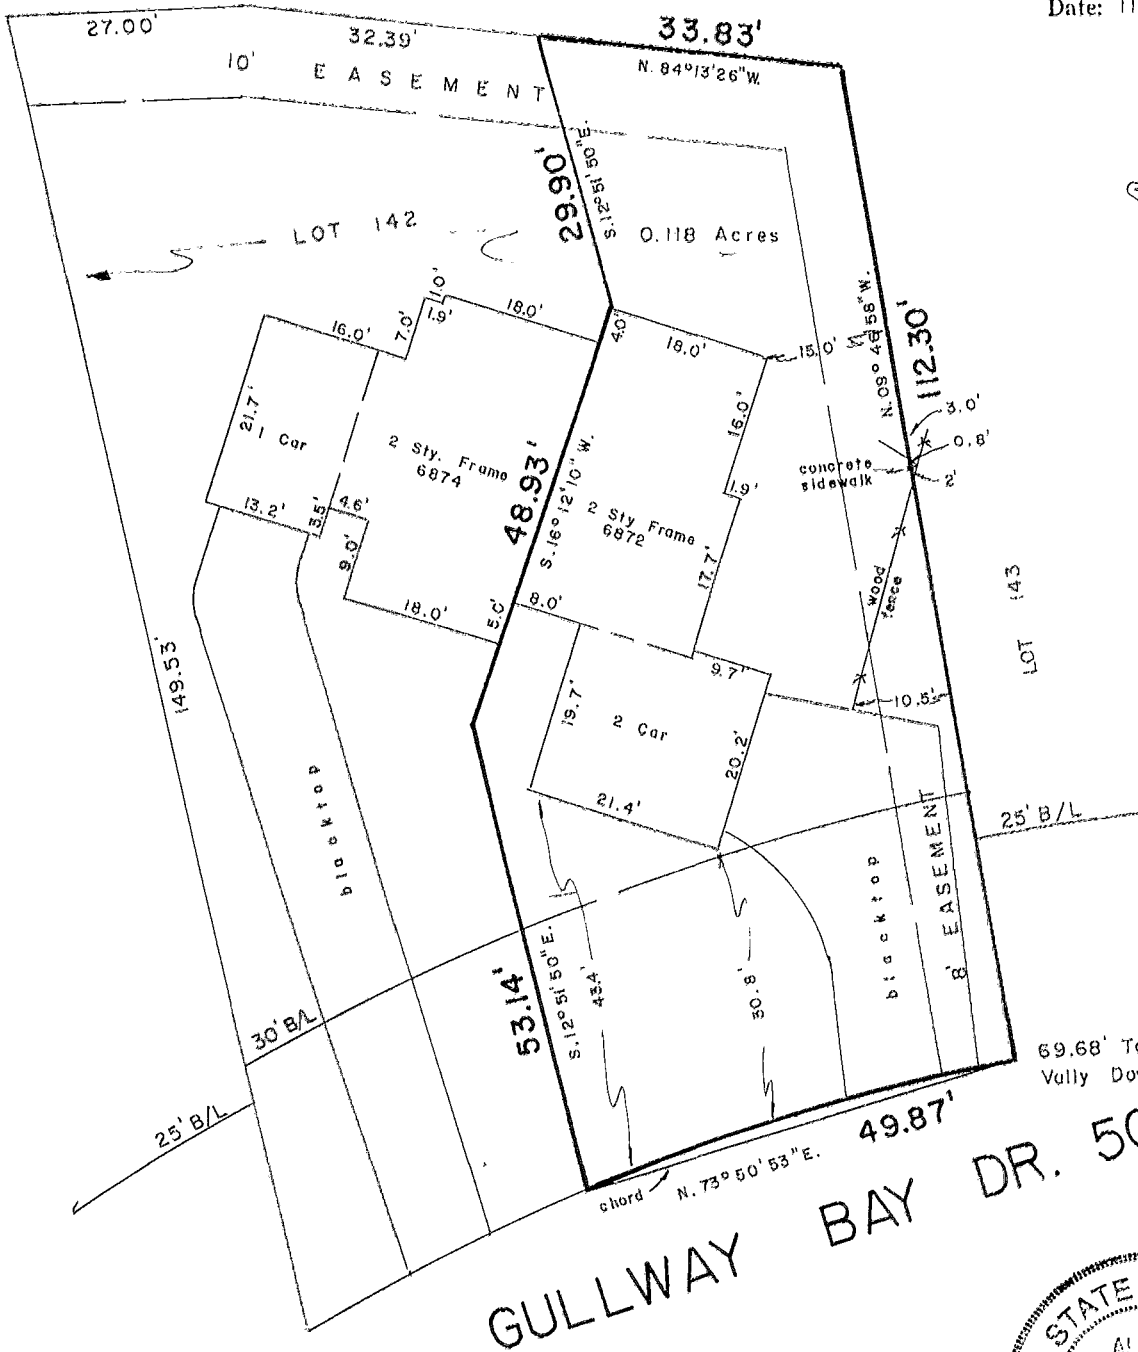 Date: 11
27.00'
32.39'
33.83'
N. 84°13'26"W.
10' EASEMENT
29.90'
S.12°51'50"E.
LOT 142
0.118 Acres
1.0'
1.9'
18.0'
7.0'
16.0'
4.0'
18.0'
15.0'
112.30'
21.7'
1 Car
2 Sty. Frame
6874
48.93'
S.16°12'10"W.
16.0'
1.9'
2 Sty Frame
6872
3.0'
0.8'
2'
concrete
sidewalk
13.2'
3.5'
4.6'
9.0'
18.0'
5.0'
8.0'
17.7'
wood
fence
LOT 143
149.53'
9.7'
10.5'
19.7'
2 Car
20.2'
21.4'
blacktop
25' B/L
blacktop
8' EASEMENT
53.14'
S.12°51'50"E.
30.8'
30' B/L
25' B/L
69.68' To
Vally
49.87'
chord
N. 73°50'53"E.
GULLWAY BAY DR. 50
STATE